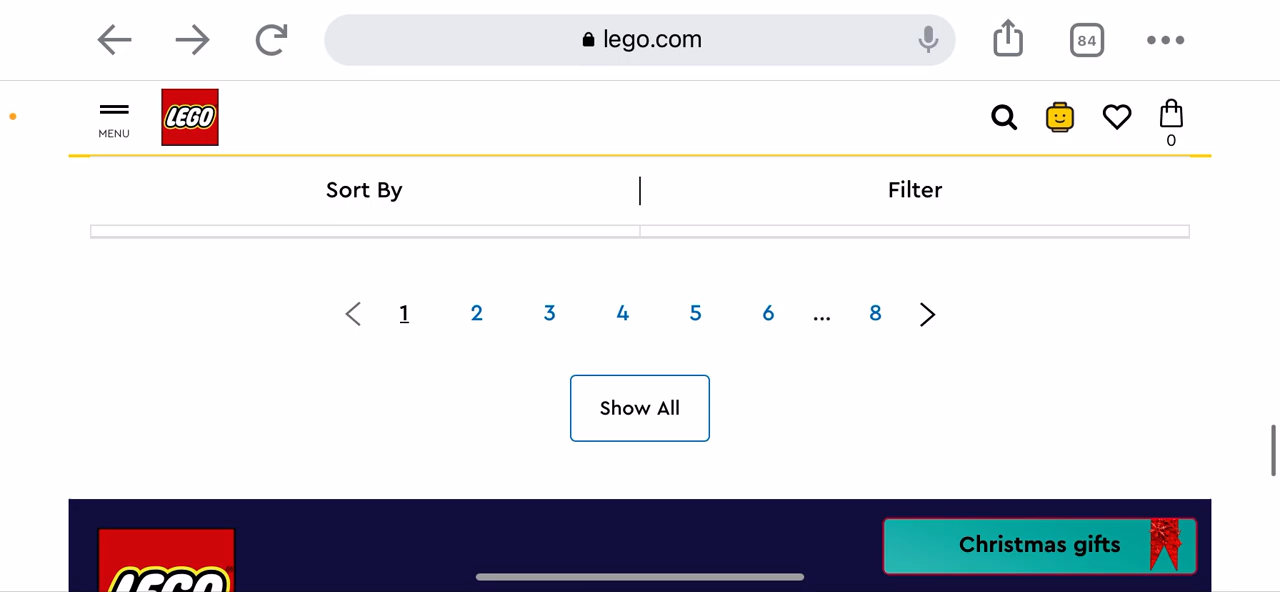 lego.com
84
LEGO
MENU
0
Sort By
Filter
1 2 3 4 5 6 ... 8
Show All
LEGO
Christmas gifts